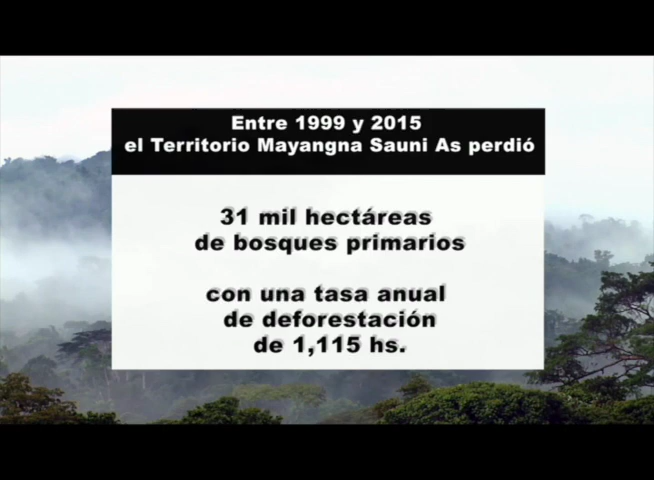 Entre 1999 y 2015
el Territorio Mayangna Sauni As perdió
31 mil hectáreas
de bosques primarios
con una tasa anual
de deforestación
de 1,115 hs.